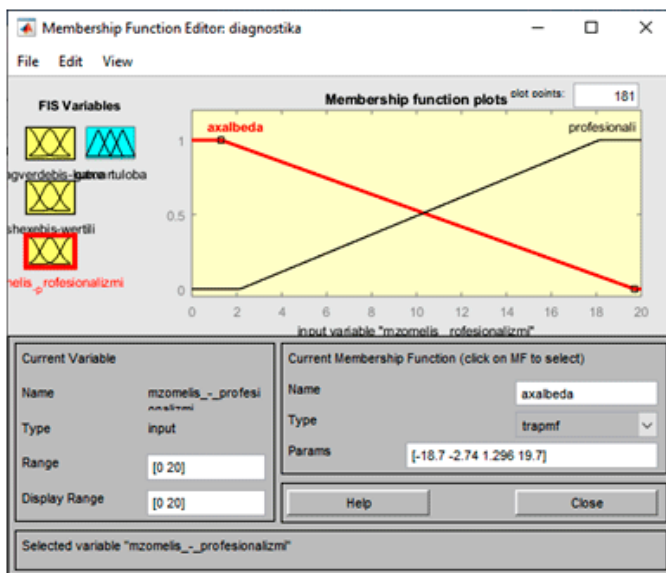 Membership Function Editor: diagnostika
File Edit View
FIS Variables
Membership function plots plot points: 181
axalbeda
profesionali
1
0.5
0
0 2 4 6 8 10 12 14 16 18 20
input variable "mzomelis_
shexebis-wertili
Current Variable
Name mzomelis_-_profesi
Type input
Range [0 20]
Display Range [0 20]
Current Membership Function (click on MF to select)
Name axalbeda
Type trapmf
Params [-18.7 -2.74 1.296 19.7]
Help Close
Selected variable "mzomelis_-_profesionalizmi"